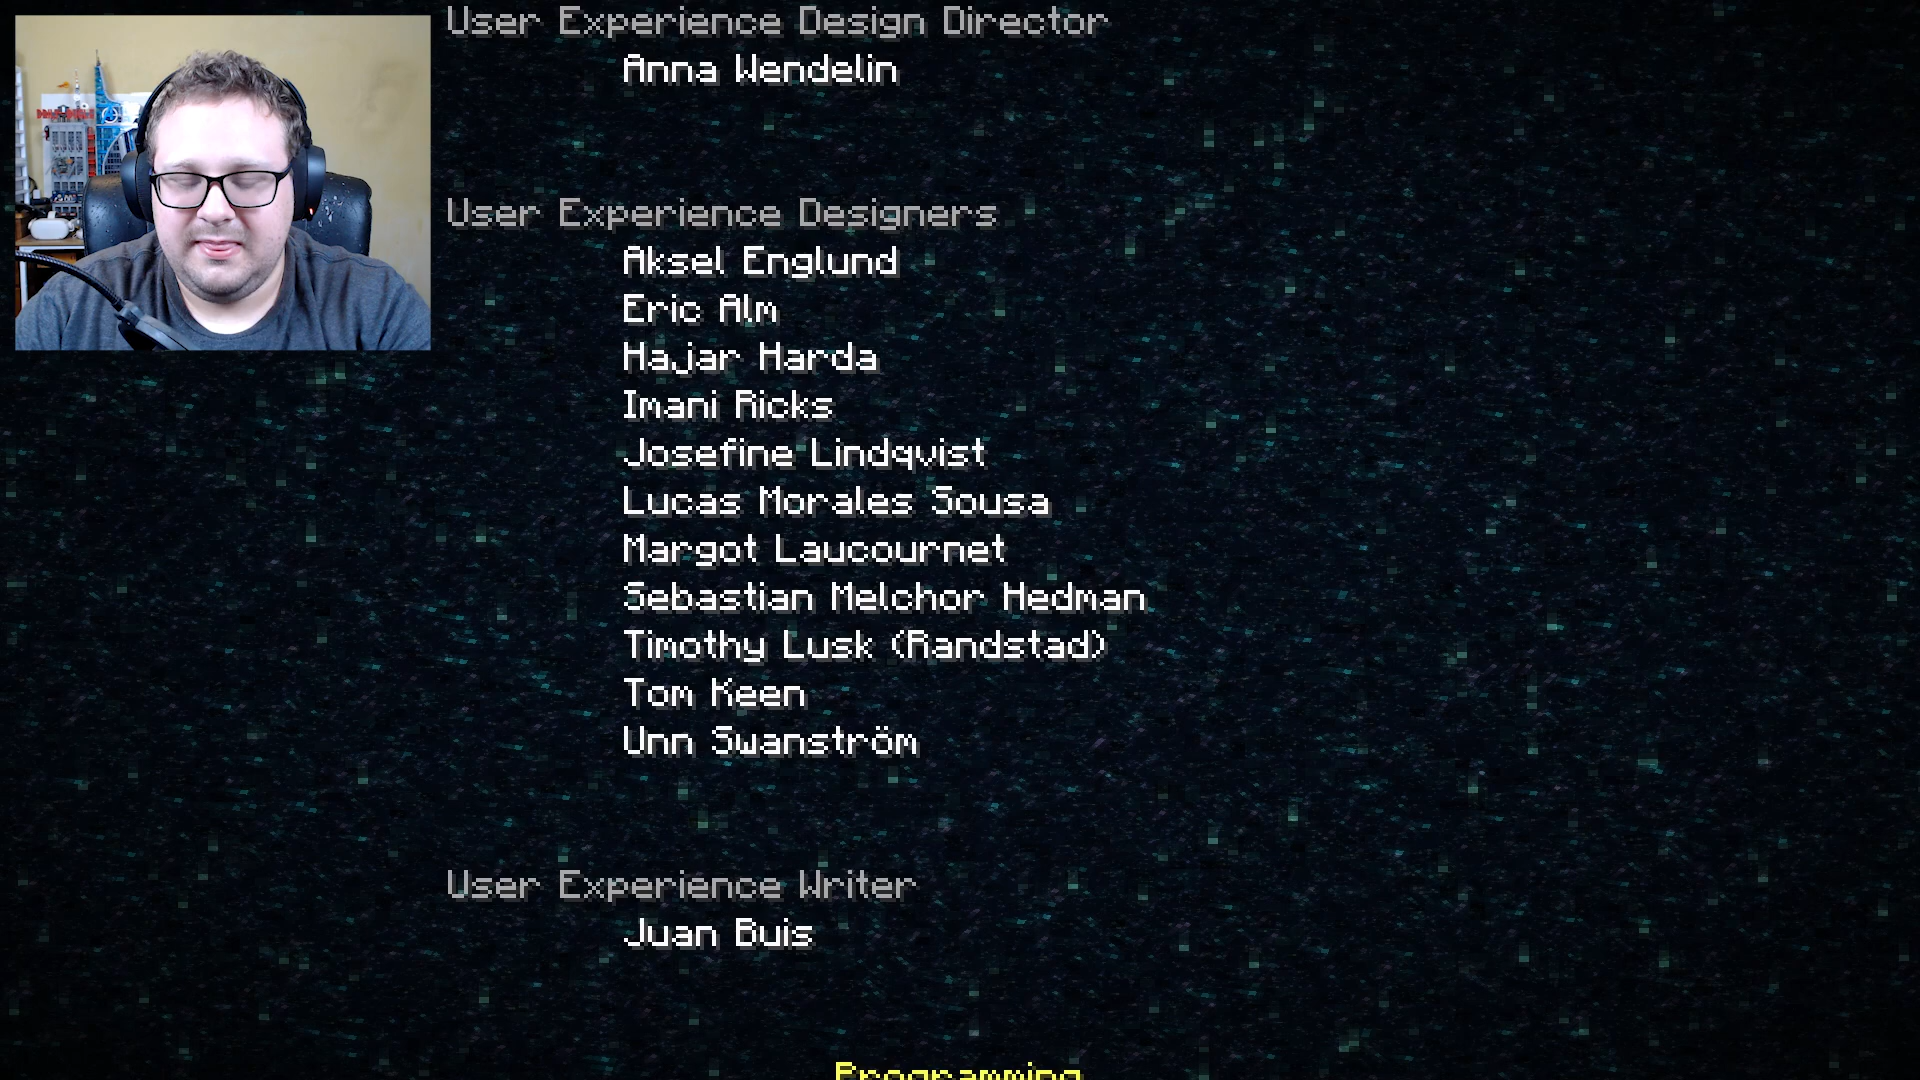 User Experience Design Director
Anna Wendelin
User Experience Designers
Aksel Englund
Eric Alm
Hajar Harda
Imani Ricks
Josefine Lindqvist
Lucas Morales Sousa
Margot Laucournet
Sebastian Melchor Hedman
Timothy Lusk (Randstad)
Tom Keen
Unn Swanström
User Experience Writer
Juan Buis
Programming